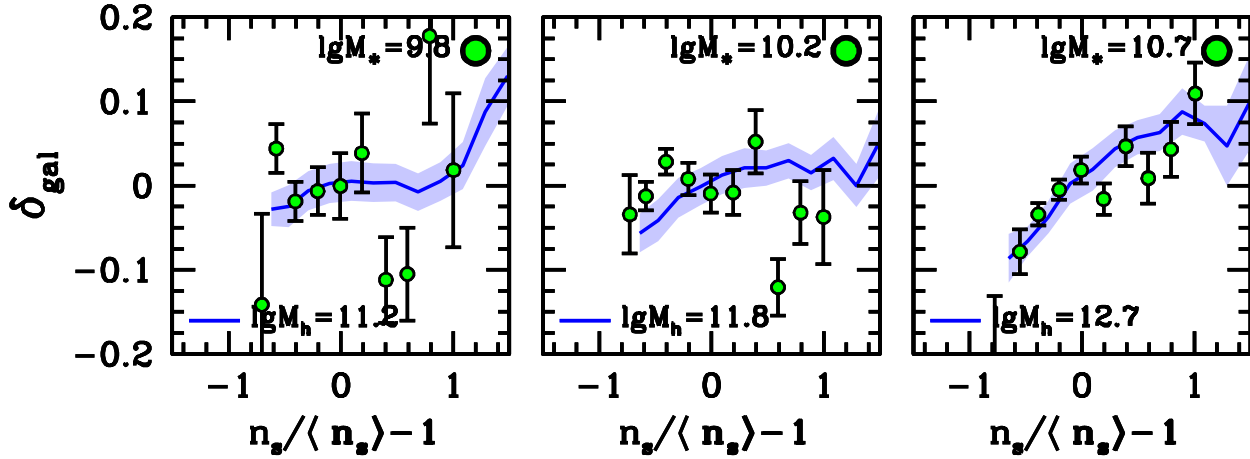 0.2
0.1
0
−0.1
−0.2
δgal
lgM*=9.8
lgMh=11.2
−1 0 1
ns/⟨ns⟩−1
lgM*=10.2
lgMh=11.8
−1 0 1
ns/⟨ns⟩−1
lgM*=10.7
lgMh=12.7
−1 0 1
ns/⟨ns⟩−1